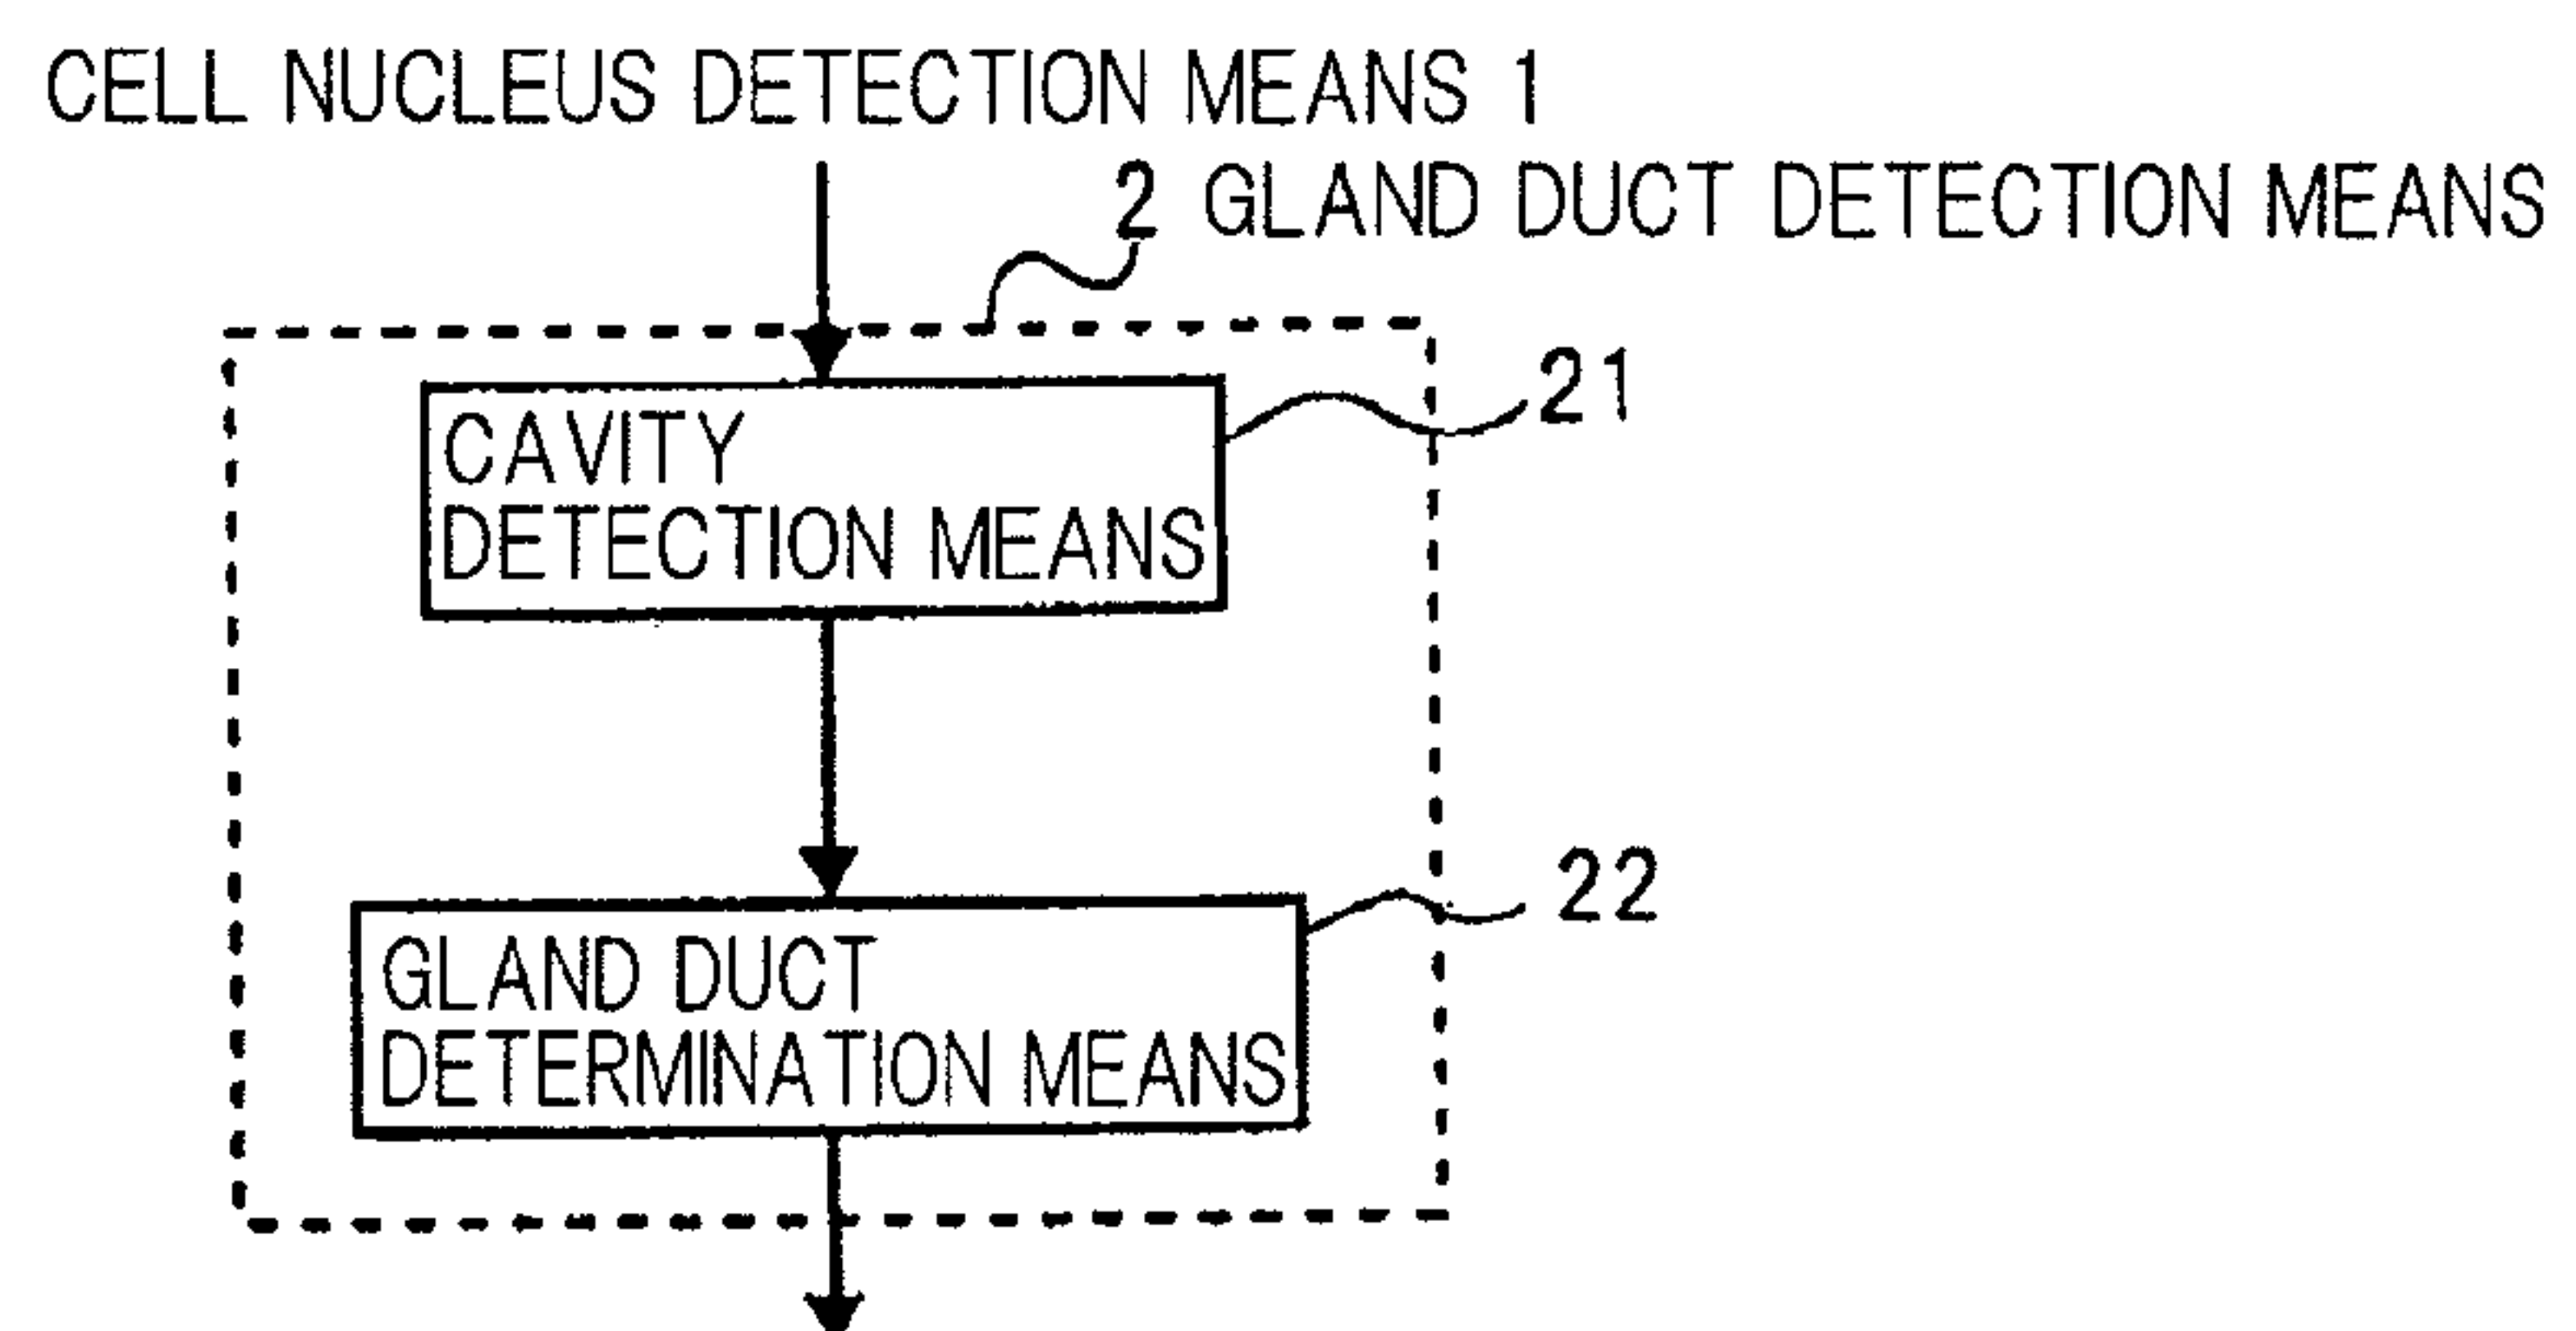 CELL NUCLEUS DETECTION MEANS 1
2 GLAND DUCT DETECTION MEANS
21
CAVITY
DETECTION MEANS
22
GLAND DUCT
DETERMINATION MEANS